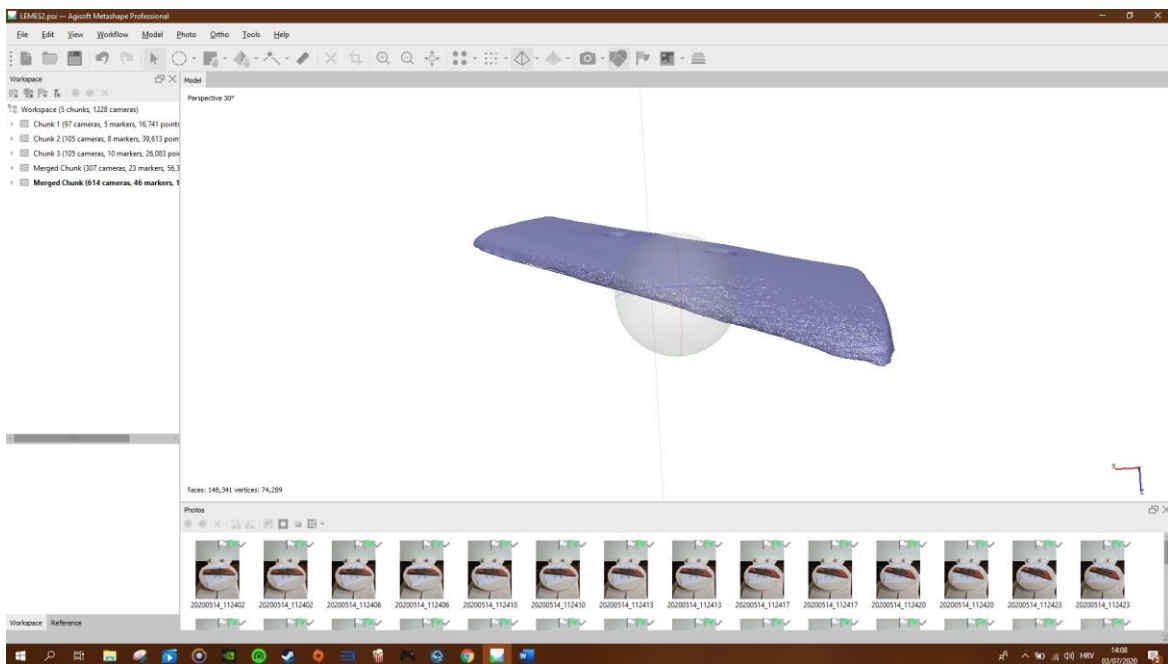 LEMES2.psx — Agisoft Metashape Professional
File Edit View Workflow Model Photo Ortho Tools Help
Workspace
Model
Perspective 30°
Workspace (5 chunks, 1228 cameras)
Chunk 1 (97 cameras, 5 markers, 16,741 points
Chunk 2 (105 cameras, 8 markers, 39,613 poin
Chunk 3 (105 cameras, 10 markers, 26,083 poi
Merged Chunk (307 cameras, 23 markers, 56,3
Merged Chunk (614 cameras, 46 markers, 1
X
Z
Faces: 148,341 vertices: 74,289
Photos
20200514_112402 20200514_112402 20200514_112406 20200514_112406 20200514_112410 20200514_112410 20200514_112413 20200514_112413 20200514_112417 20200514_112417 20200514_112420 20200514_112420 20200514_112423 20200514_112423
Workspace Reference
HRV
14:08
03/07/2020